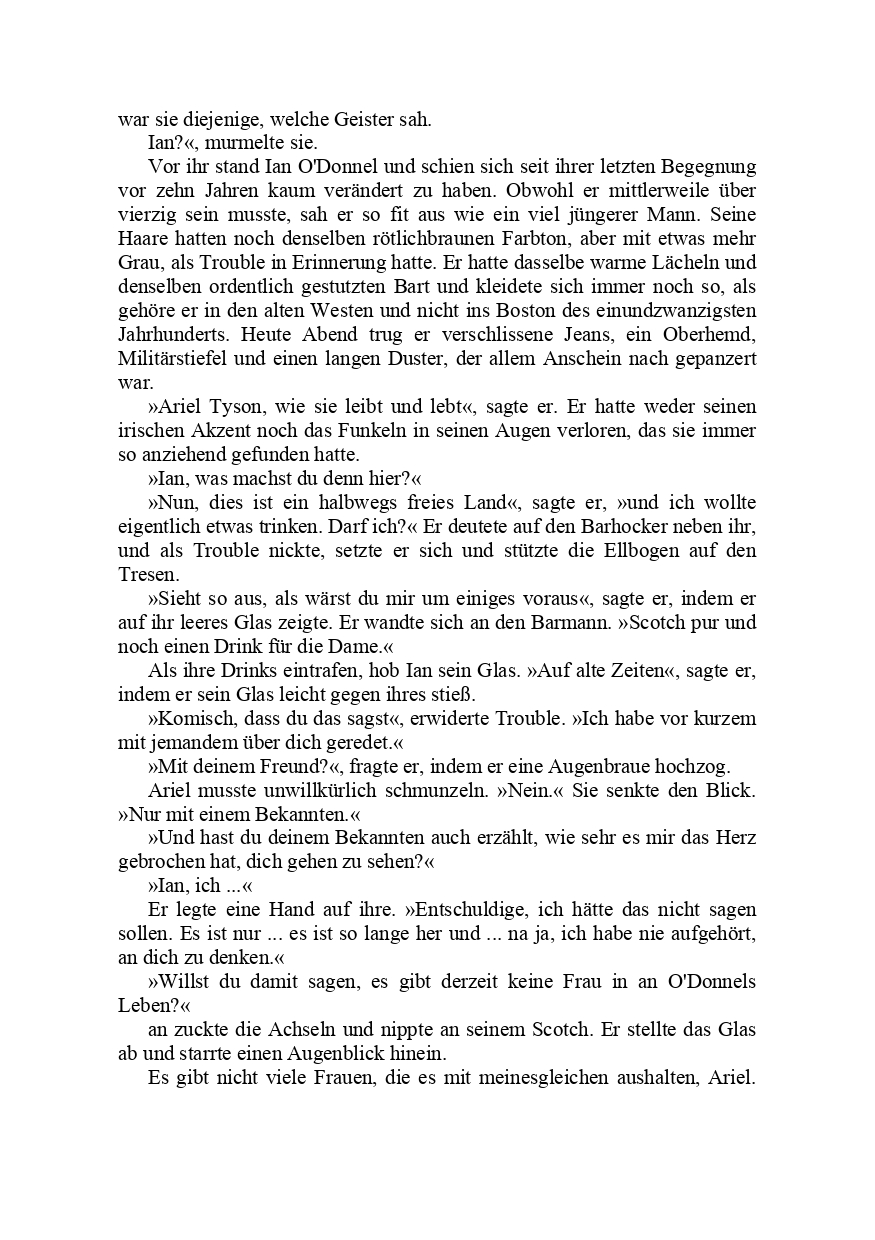 war sie diejenige, welche Geister sah.
Ian?«, murmelte sie.
Vor ihr stand Ian O'Donnel und schien sich seit ihrer letzten Begegnung
vor zehn Jahren kaum verändert zu haben. Obwohl er mittlerweile über
vierzig sein musste, sah er so fit aus wie ein viel jüngerer Mann. Seine
Haare hatten noch denselben rötlichbraunen Farbton, aber mit etwas mehr
Grau, als Trouble in Erinnerung hatte. Er hatte dasselbe warme Lächeln und
denselben ordentlich gestutzten Bart und kleidete sich immer noch so, als
gehöre er in den alten Westen und nicht ins Boston des einundzwanzigsten
Jahrhunderts. Heute Abend trug er verschlissene Jeans, ein Oberhemd,
Militärstiefel und einen langen Duster, der allem Anschein nach gepanzert
war.
»Ariel Tyson, wie sie leibt und lebt«, sagte er. Er hatte weder seinen
irischen Akzent noch das Funkeln in seinen Augen verloren, das sie immer
so anziehend gefunden hatte.
»Ian, was machst du denn hier?«
»Nun, dies ist ein halbwegs freies Land«, sagte er, »und ich wollte
eigentlich etwas trinken. Darf ich?« Er deutete auf den Barhocker neben ihr,
und als Trouble nickte, setzte er sich und stützte die Ellbogen auf den
Tresen.
»Sieht so aus, als wärst du mir um einiges voraus«, sagte er, indem er
auf ihr leeres Glas zeigte. Er wandte sich an den Barmann. »Scotch pur und
noch einen Drink für die Dame.«
Als ihre Drinks eintrafen, hob Ian sein Glas. »Auf alte Zeiten«, sagte er,
indem er sein Glas leicht gegen ihres stieß.
»Komisch, dass du das sagst«, erwiderte Trouble. »Ich habe vor kurzem
mit jemandem über dich geredet.«
»Mit deinem Freund?«, fragte er, indem er eine Augenbraue hochzog.
Ariel musste unwillkürlich schmunzeln. »Nein.« Sie senkte den Blick.
»Nur mit einem Bekannten.«
»Und hast du deinem Bekannten auch erzählt, wie sehr es mir das Herz
gebrochen hat, dich gehen zu sehen?«
»Ian, ich ...«
Er legte eine Hand auf ihre. »Entschuldige, ich hätte das nicht sagen
sollen. Es ist nur ... es ist so lange her und ... na ja, ich habe nie aufgehört,
an dich zu denken.«
»Willst du damit sagen, es gibt derzeit keine Frau in an O'Donnels
Leben?«
an zuckte die Achseln und nippte an seinem Scotch. Er stellte das Glas
ab und starrte einen Augenblick hinein.
Es gibt nicht viele Frauen, die es mit meinesgleichen aushalten, Ariel.